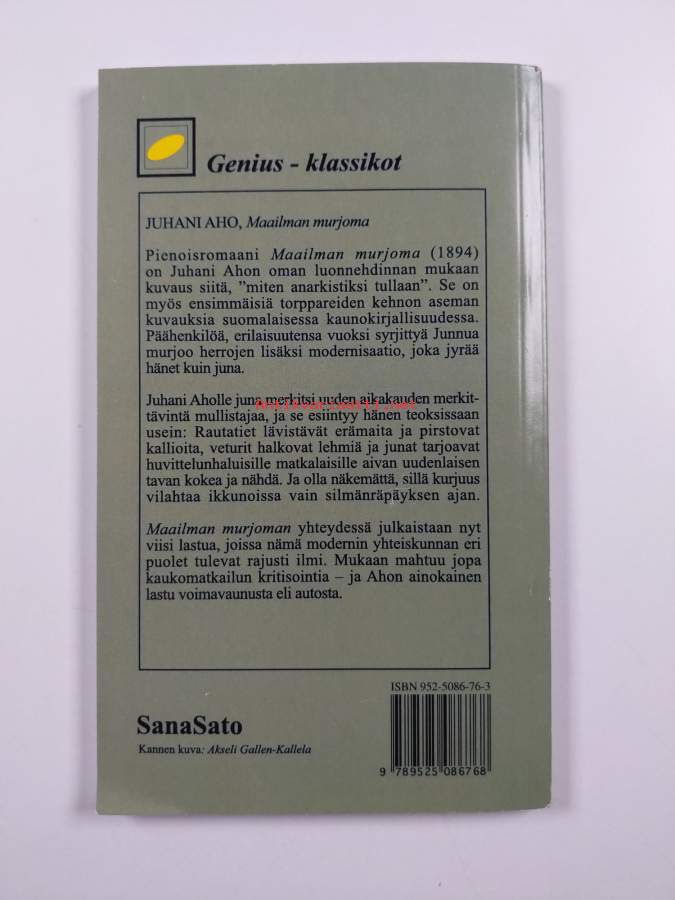 Genius - klassikot
JUHANI AHO, Maailman murjoma
Pienoisromaani Maailman murjoma (1894)
on Juhani Ahon oman luonnehdinnan mukaan
kuvaus siitä, ”miten anarkistiksi tullaan”. Se on
myös ensimmäisiä torppareiden kehnon aseman
kuvauksia suomalaisessa kaunokirjallisuudessa.
Päähenkilöä, erilaisuutensa vuoksi syrjittyä Junnua
murjoo herrojen lisäksi modernisaatio, joka jyrää
hänet kuin juna.
Juhani Aholle juna merkitsi uuden aikakauden merkit-
tävintä mullistajaa, ja se esiintyy hänen teoksissaan
usein: Rautatiet lävistävät erämaita ja pirstovat
kallioita, veturit halkovat lehmiä ja junat tarjoavat
huvittelunhaluisille matkalaisille aivan uudenlaisen
tavan kokea ja nähdä. Ja olla näkemättä, sillä kurjuus
vilahtaa ikkunoissa vain silmänräpäyksen ajan.
Maailman murjoman yhteydessä julkaistaan nyt
viisi lastua, joissa nämä modernin yhteiskunnan eri
puolet tulevat rajusti ilmi. Mukaan mahtuu jopa
kaukomatkailun kritisointia – ja Ahon ainokainen
lastu voimavaunusta eli autosta.
ISBN 952-5086-76-3
SanaSato
Kannen kuva: Akseli Gallen-Kallela
9 789525 086768